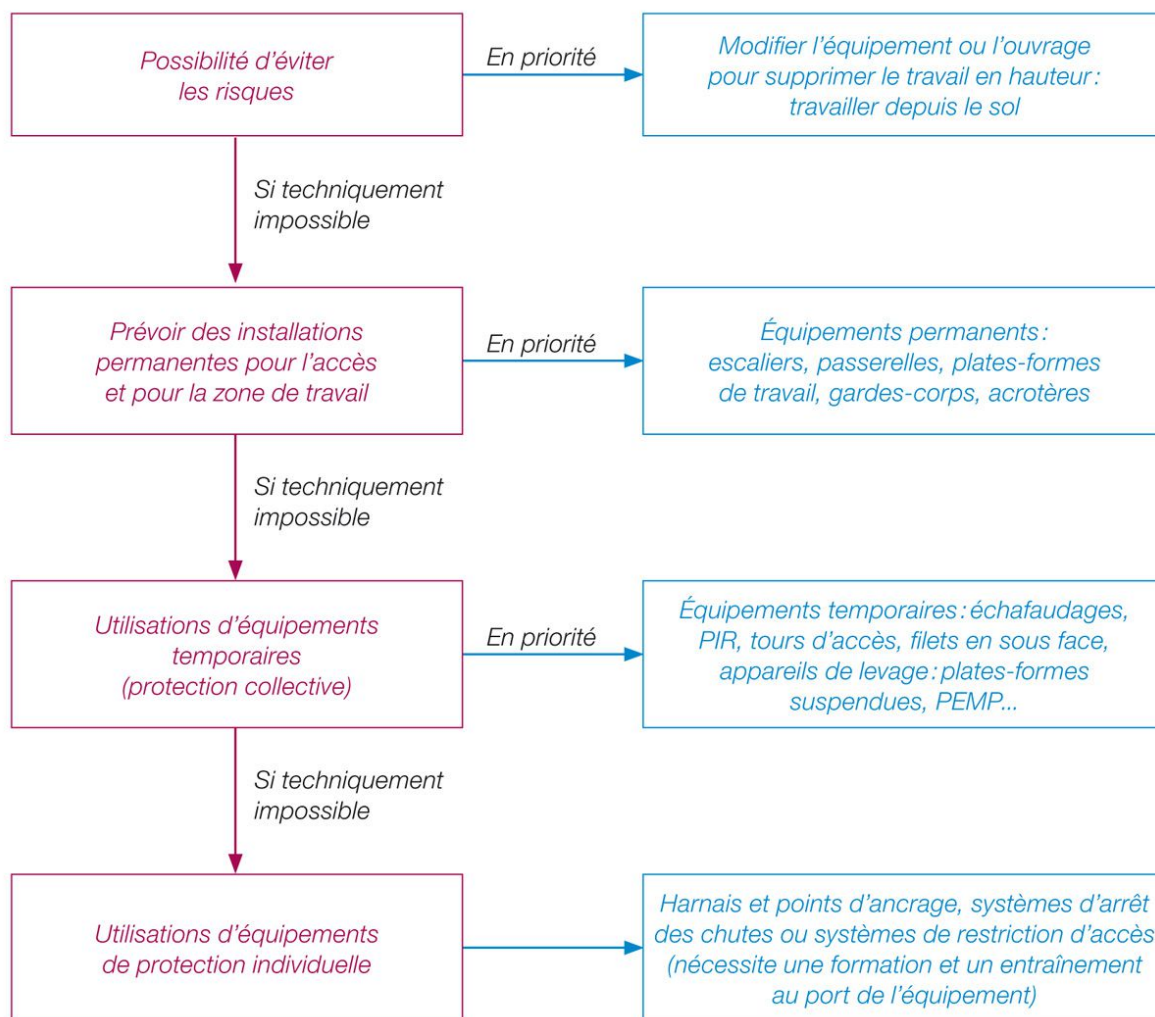 Possibilité d'éviter
les risques
En priorité
Modifier l'équipement ou l'ouvrage
pour supprimer le travail en hauteur :
travailler depuis le sol
Si techniquement
impossible
Prévoir des installations
permanentes pour l'accès
et pour la zone de travail
En priorité
Équipements permanents :
escaliers, passerelles, plates-formes
de travail, gardes-corps, acrotères
Si techniquement
impossible
Utilisations d'équipements
temporaires
(protection collective)
En priorité
Équipements temporaires : échafaudages,
PIR, tours d'accès, filets en sous face,
appareils de levage : plates-formes
suspendues, PEMP...
Si techniquement
impossible
Utilisations d'équipements
de protection individuelle
Harnais et points d'ancrage, systèmes d'arrêt
des chutes ou systèmes de restriction d'accès
(nécessite une formation et un entraînement
au port de l'équipement)